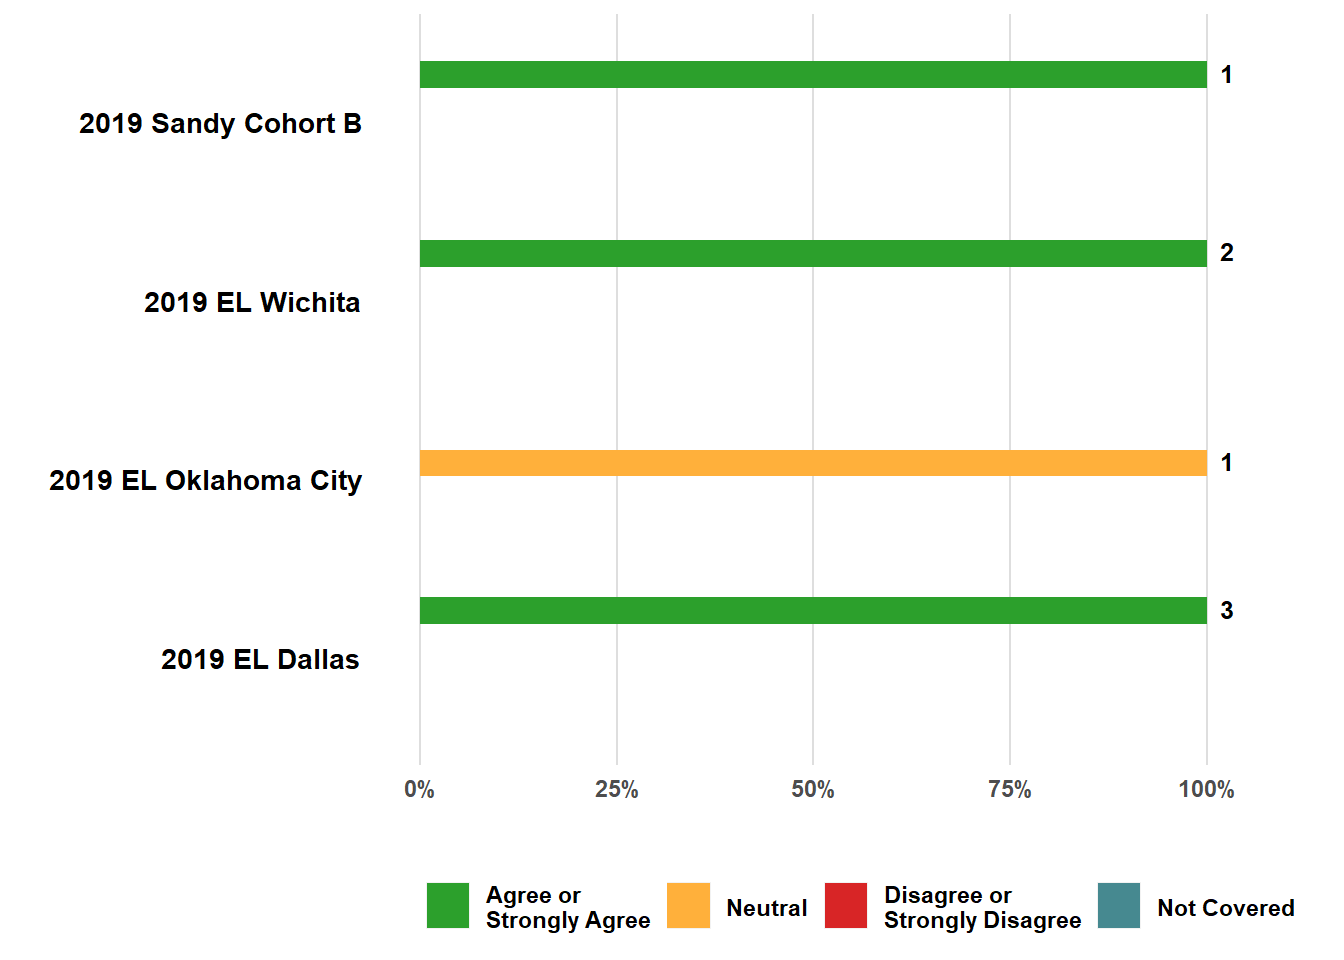 1
2019 Sandy Cohort B
2
2019 EL Wichita
1
2019 EL Oklahoma City
3
2019 EL Dallas
0% 25% 50% 75% 100%
Agree or
Strongly Agree
Neutral
Disagree or
Strongly Disagree
Not Covered